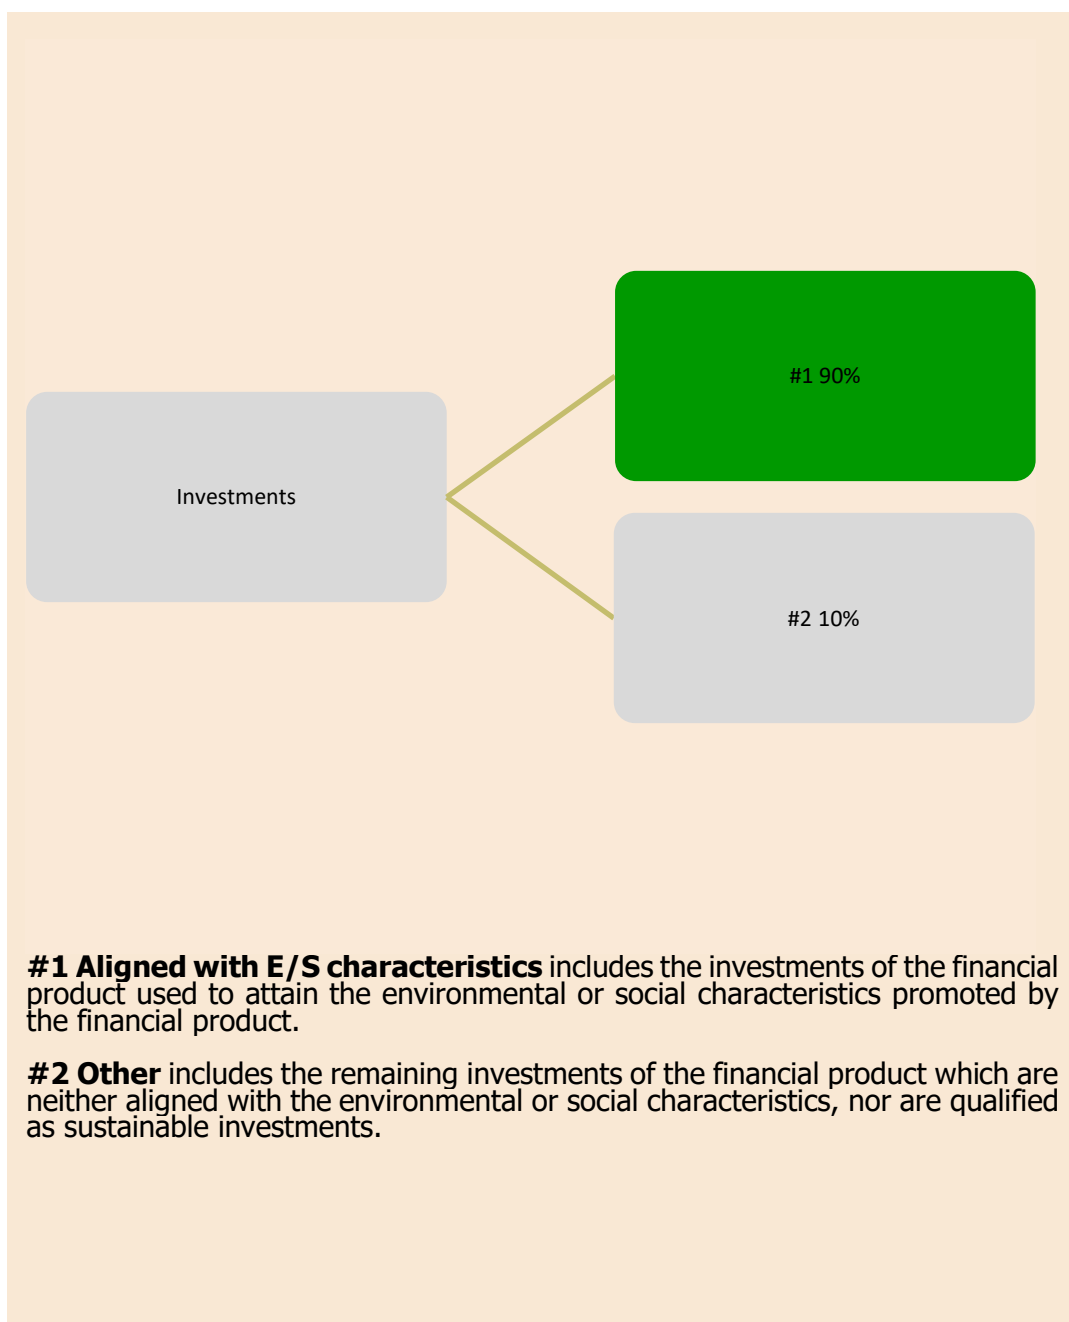 #1 90%
Investments
#2 10%
#1 Aligned with E/S characteristics includes the investments of the financial
product used to attain the environmental or social characteristics promoted by
the financial product.
#2 Other includes the remaining investments of the financial product which are
neither aligned with the environmental or social characteristics, nor are qualified
as sustainable investments.